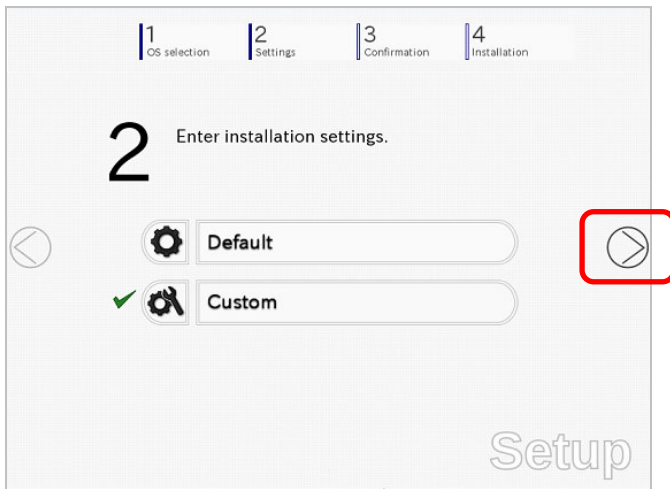 1
OS selection
2
Settings
3
Confirmation
4
Installation
2
Enter installation settings.
Default
Custom
Setup